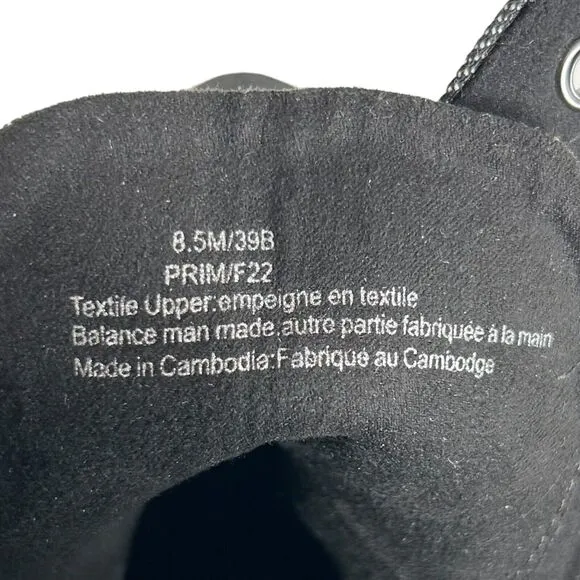 8.5M/39B
PRIM/F22
Textile Upper:empeigne en textile
Balance man made.autre partie fabriquée à la main
Made in Cambodia:Fabrique au Cambodge